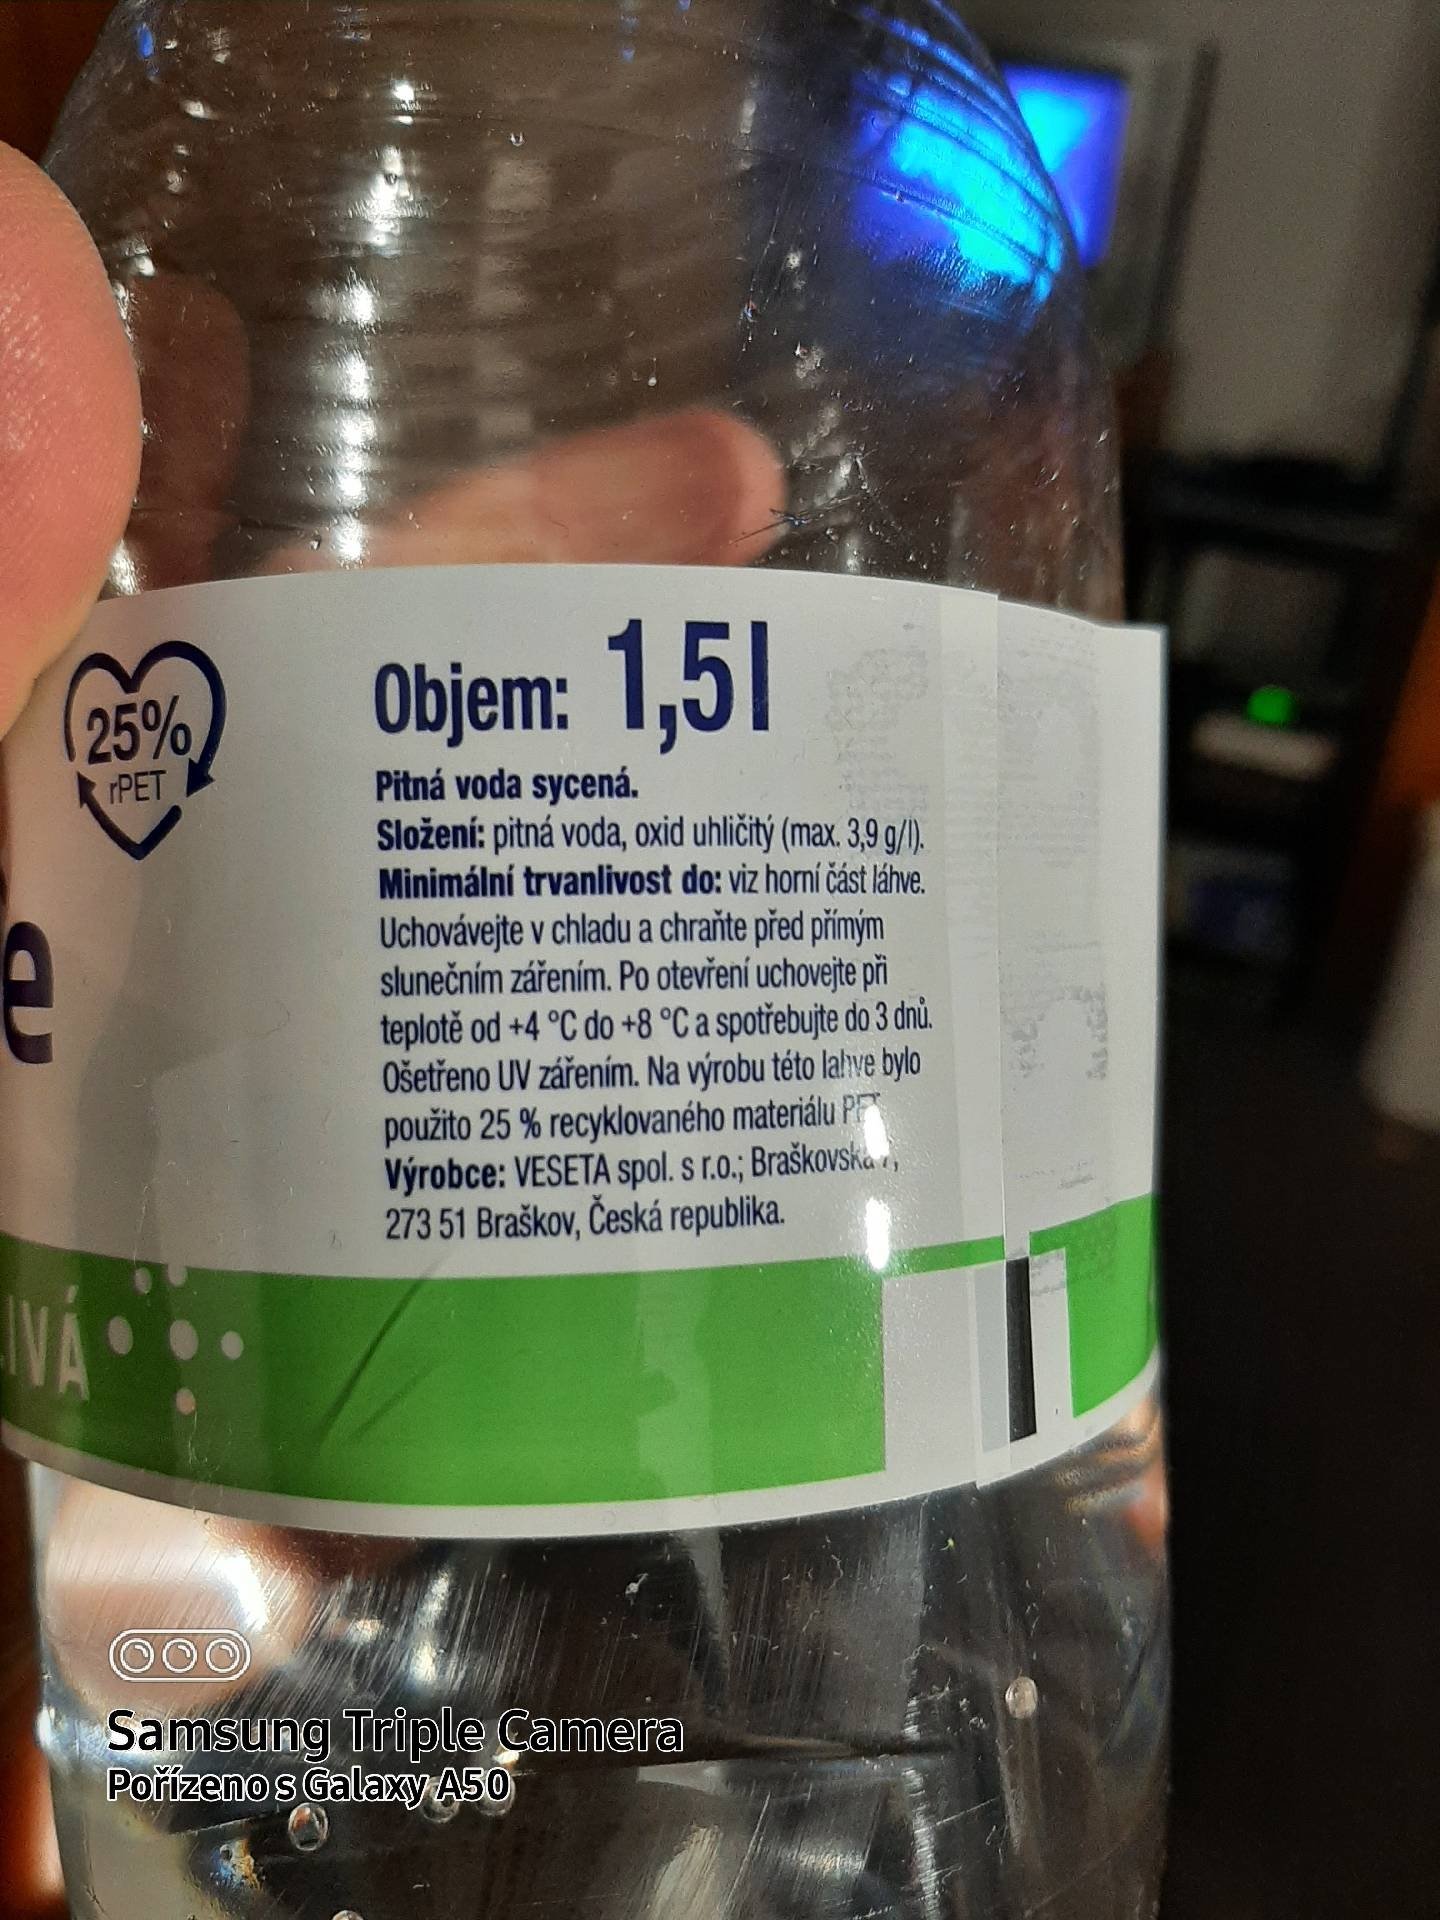 25%
rPET
Objem: 1,5 l
Pitná voda sycená.
Složení: pitná voda, oxid uhličitý (max. 3,9 g/l).
Minimální trvanlivost do: viz horní část láhve.
Uchovávejte v chladu a chraňte před přímým
slunečním zářením. Po otevření uchovejte při
teplotě od +4 °C do +8 °C a spotřebujte do 3 dnů.
Ošetřeno UV zářením. Na výrobu této lahve bylo
použito 25 % recyklovaného materiálu PET
Výrobce: VESETA spol. s r.o.; Braškovská
273 51 Braškov, Česká republika.
Samsung Triple Camera
Pořízeno s Galaxy A50